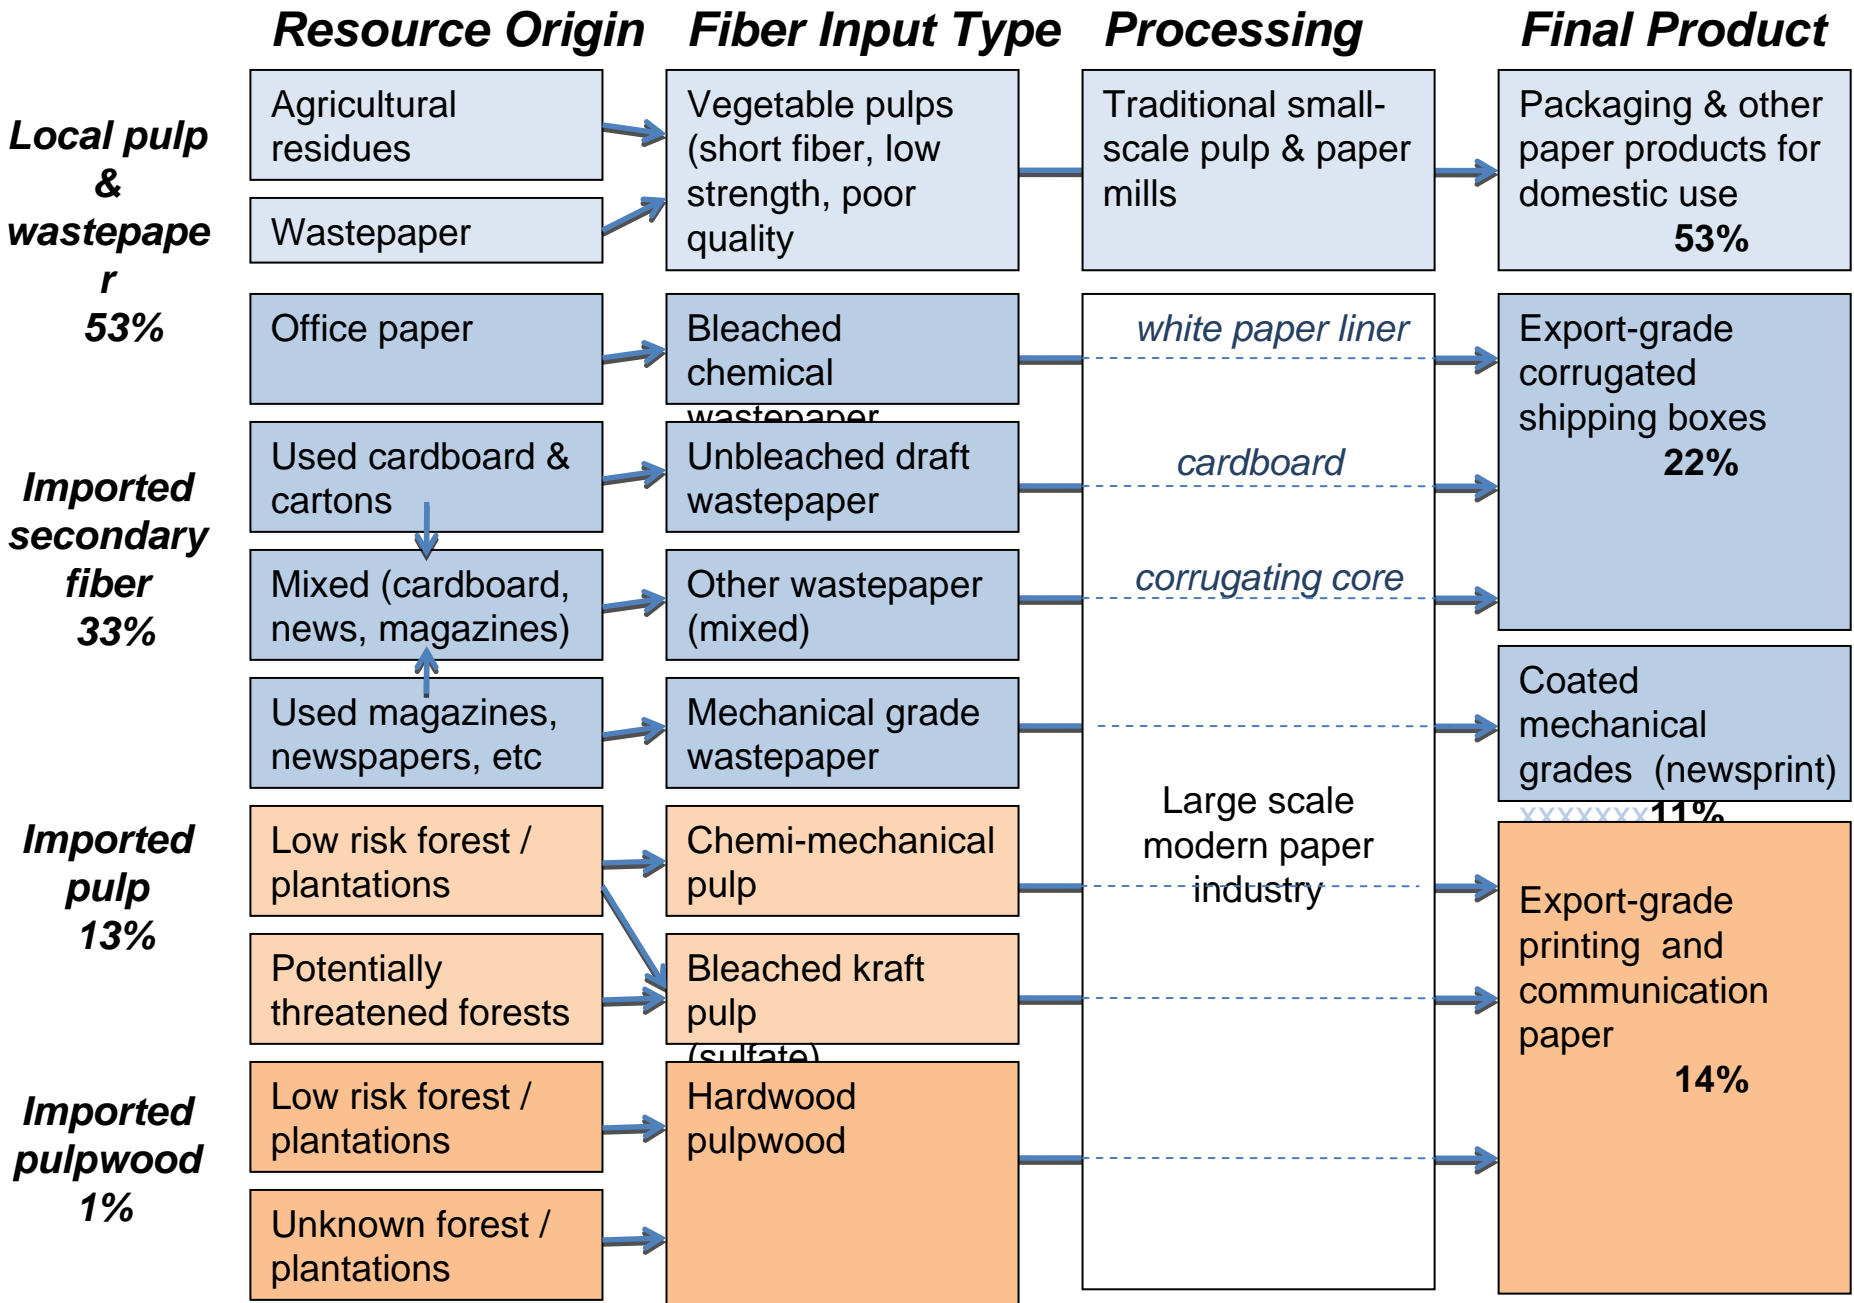 Resource Origin
Fiber Input Type
Processing
Final Product
Local pulp
&
wastepape
r
53%
Agricultural
residues
Wastepaper
Vegetable pulps
(short fiber, low
strength, poor
quality
Traditional small-
scale pulp & paper
mills
Packaging & other
paper products for
domestic use
53%
Imported
secondary
fiber
33%
Office paper
Bleached
chemical
wastepaper
white paper liner
Export-grade
corrugated
shipping boxes
22%
Used cardboard &
cartons
Unbleached draft
wastepaper
cardboard
Mixed (cardboard,
news, magazines)
Other wastepaper
(mixed)
corrugating core
Used magazines,
newspapers, etc
Mechanical grade
wastepaper
Coated
mechanical
grades (newsprint)
xxxxxxx11%
Large scale
modern paper
industry
Imported
pulp
13%
Low risk forest /
plantations
Chemi-mechanical
pulp
Potentially
threatened forests
Bleached kraft
pulp
(sulfate)
Export-grade
printing and
communication
paper
14%
Imported
pulpwood
1%
Low risk forest /
plantations
Hardwood
pulpwood
Unknown forest /
plantations